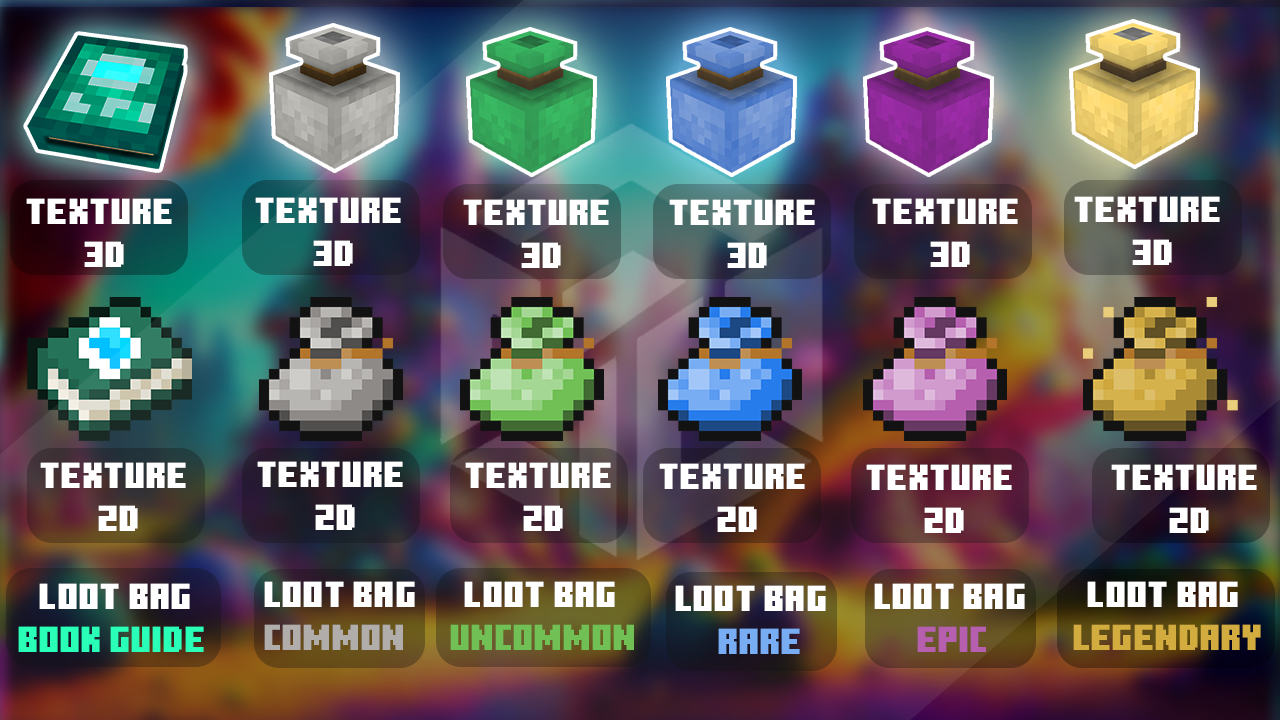 TEXTURE
3D
TEXTURE
3D
TEXTURE
3D
TEXTURE
3D
TEXTURE
3D
TEXTURE
3D
TEXTURE
2D
TEXTURE
2D
TEXTURE
2D
TEXTURE
2D
TEXTURE
2D
TEXTURE
2D
LOOT BAG
BOOK GUIDE
LOOT BAG
COMMON
LOOT BAG
UNCOMMON
LOOT BAG
RARE
LOOT BAG
EPIC
LOOT BAG
LEGENDARY